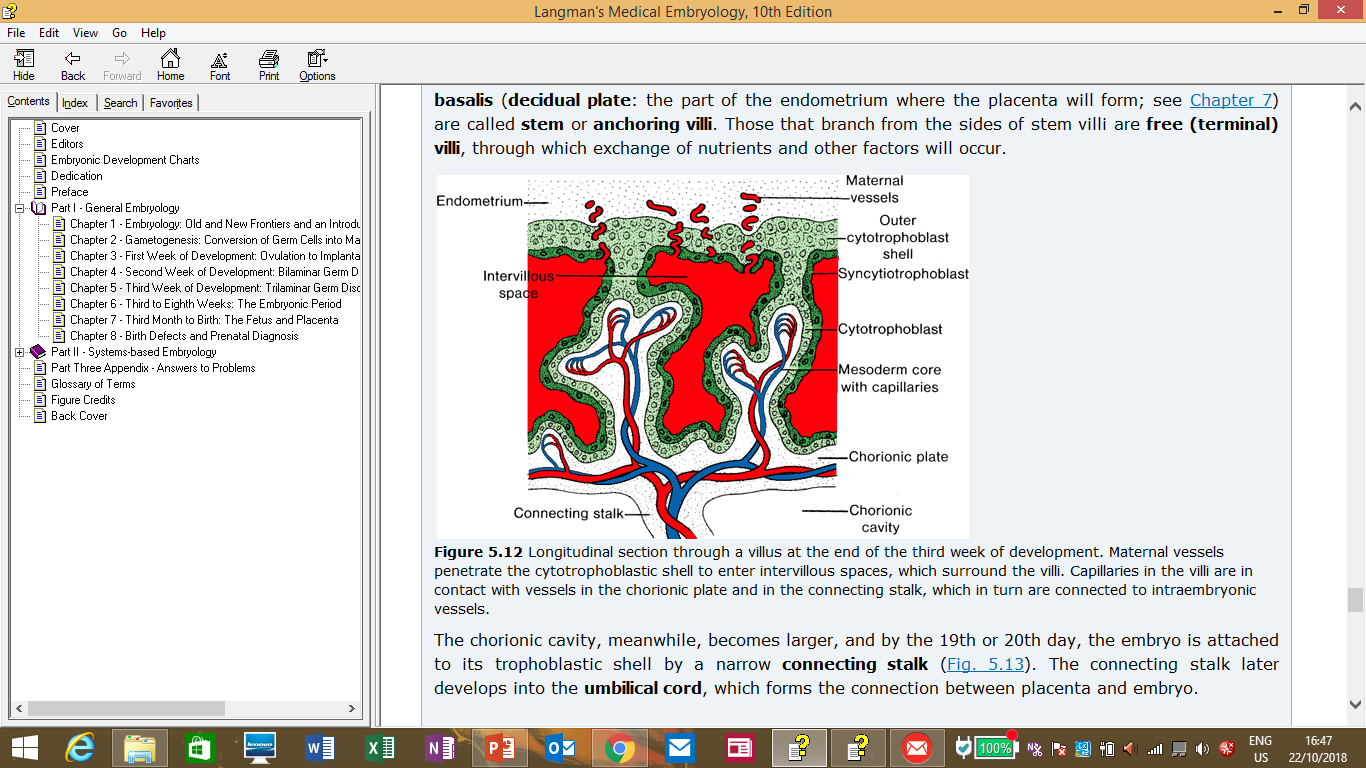 Langman's Medical Embryology, 10th Edition
File Edit View Go Help
Hide Back Forward Home Font Print Options
Contents Index Search Favorites
Cover
Editors
Embryonic Development Charts
Dedication
Preface
Part I - General Embryology
Chapter 1 - Embryology: Old and New Frontiers and an Introdu
Chapter 2 - Gametogenesis: Conversion of Germ Cells into Ma
Chapter 3 - First Week of Development: Ovulation to Implanta
Chapter 4 - Second Week of Development: Bilaminar Germ D
Chapter 5 - Third Week of Development: Trilaminar Germ Disc
Chapter 6 - Third to Eighth Weeks: The Embryonic Period
Chapter 7 - Third Month to Birth: The Fetus and Placenta
Chapter 8 - Birth Defects and Prenatal Diagnosis
Part II - Systems-based Embryology
Part Three Appendix - Answers to Problems
Glossary of Terms
Figure Credits
Back Cover
basalis (decidual plate: the part of the endometrium where the placenta will form; see Chapter 7)
are called stem or anchoring villi. Those that branch from the sides of stem villi are free (terminal)
villi, through which exchange of nutrients and other factors will occur.
Endometrium
Maternal
vessels
Outer
cytotrophoblast
shell
Intervillous
space
Syncytiotrophoblast
Cytotrophoblast
Mesoderm core
with capillaries
Chorionic plate
Connecting stalk
Chorionic
cavity
Figure 5.12 Longitudinal section through a villus at the end of the third week of development. Maternal vessels
penetrate the cytotrophoblastic shell to enter intervillous spaces, which surround the villi. Capillaries in the villi are in
contact with vessels in the chorionic plate and in the connecting stalk, which in turn are connected to intraembryonic
vessels.
The chorionic cavity, meanwhile, becomes larger, and by the 19th or 20th day, the embryo is attached
to its trophoblastic shell by a narrow connecting stalk (Fig. 5.13). The connecting stalk later
develops into the umbilical cord, which forms the connection between placenta and embryo.
lenovo
100%
ENG
US
16:47
22/10/2018